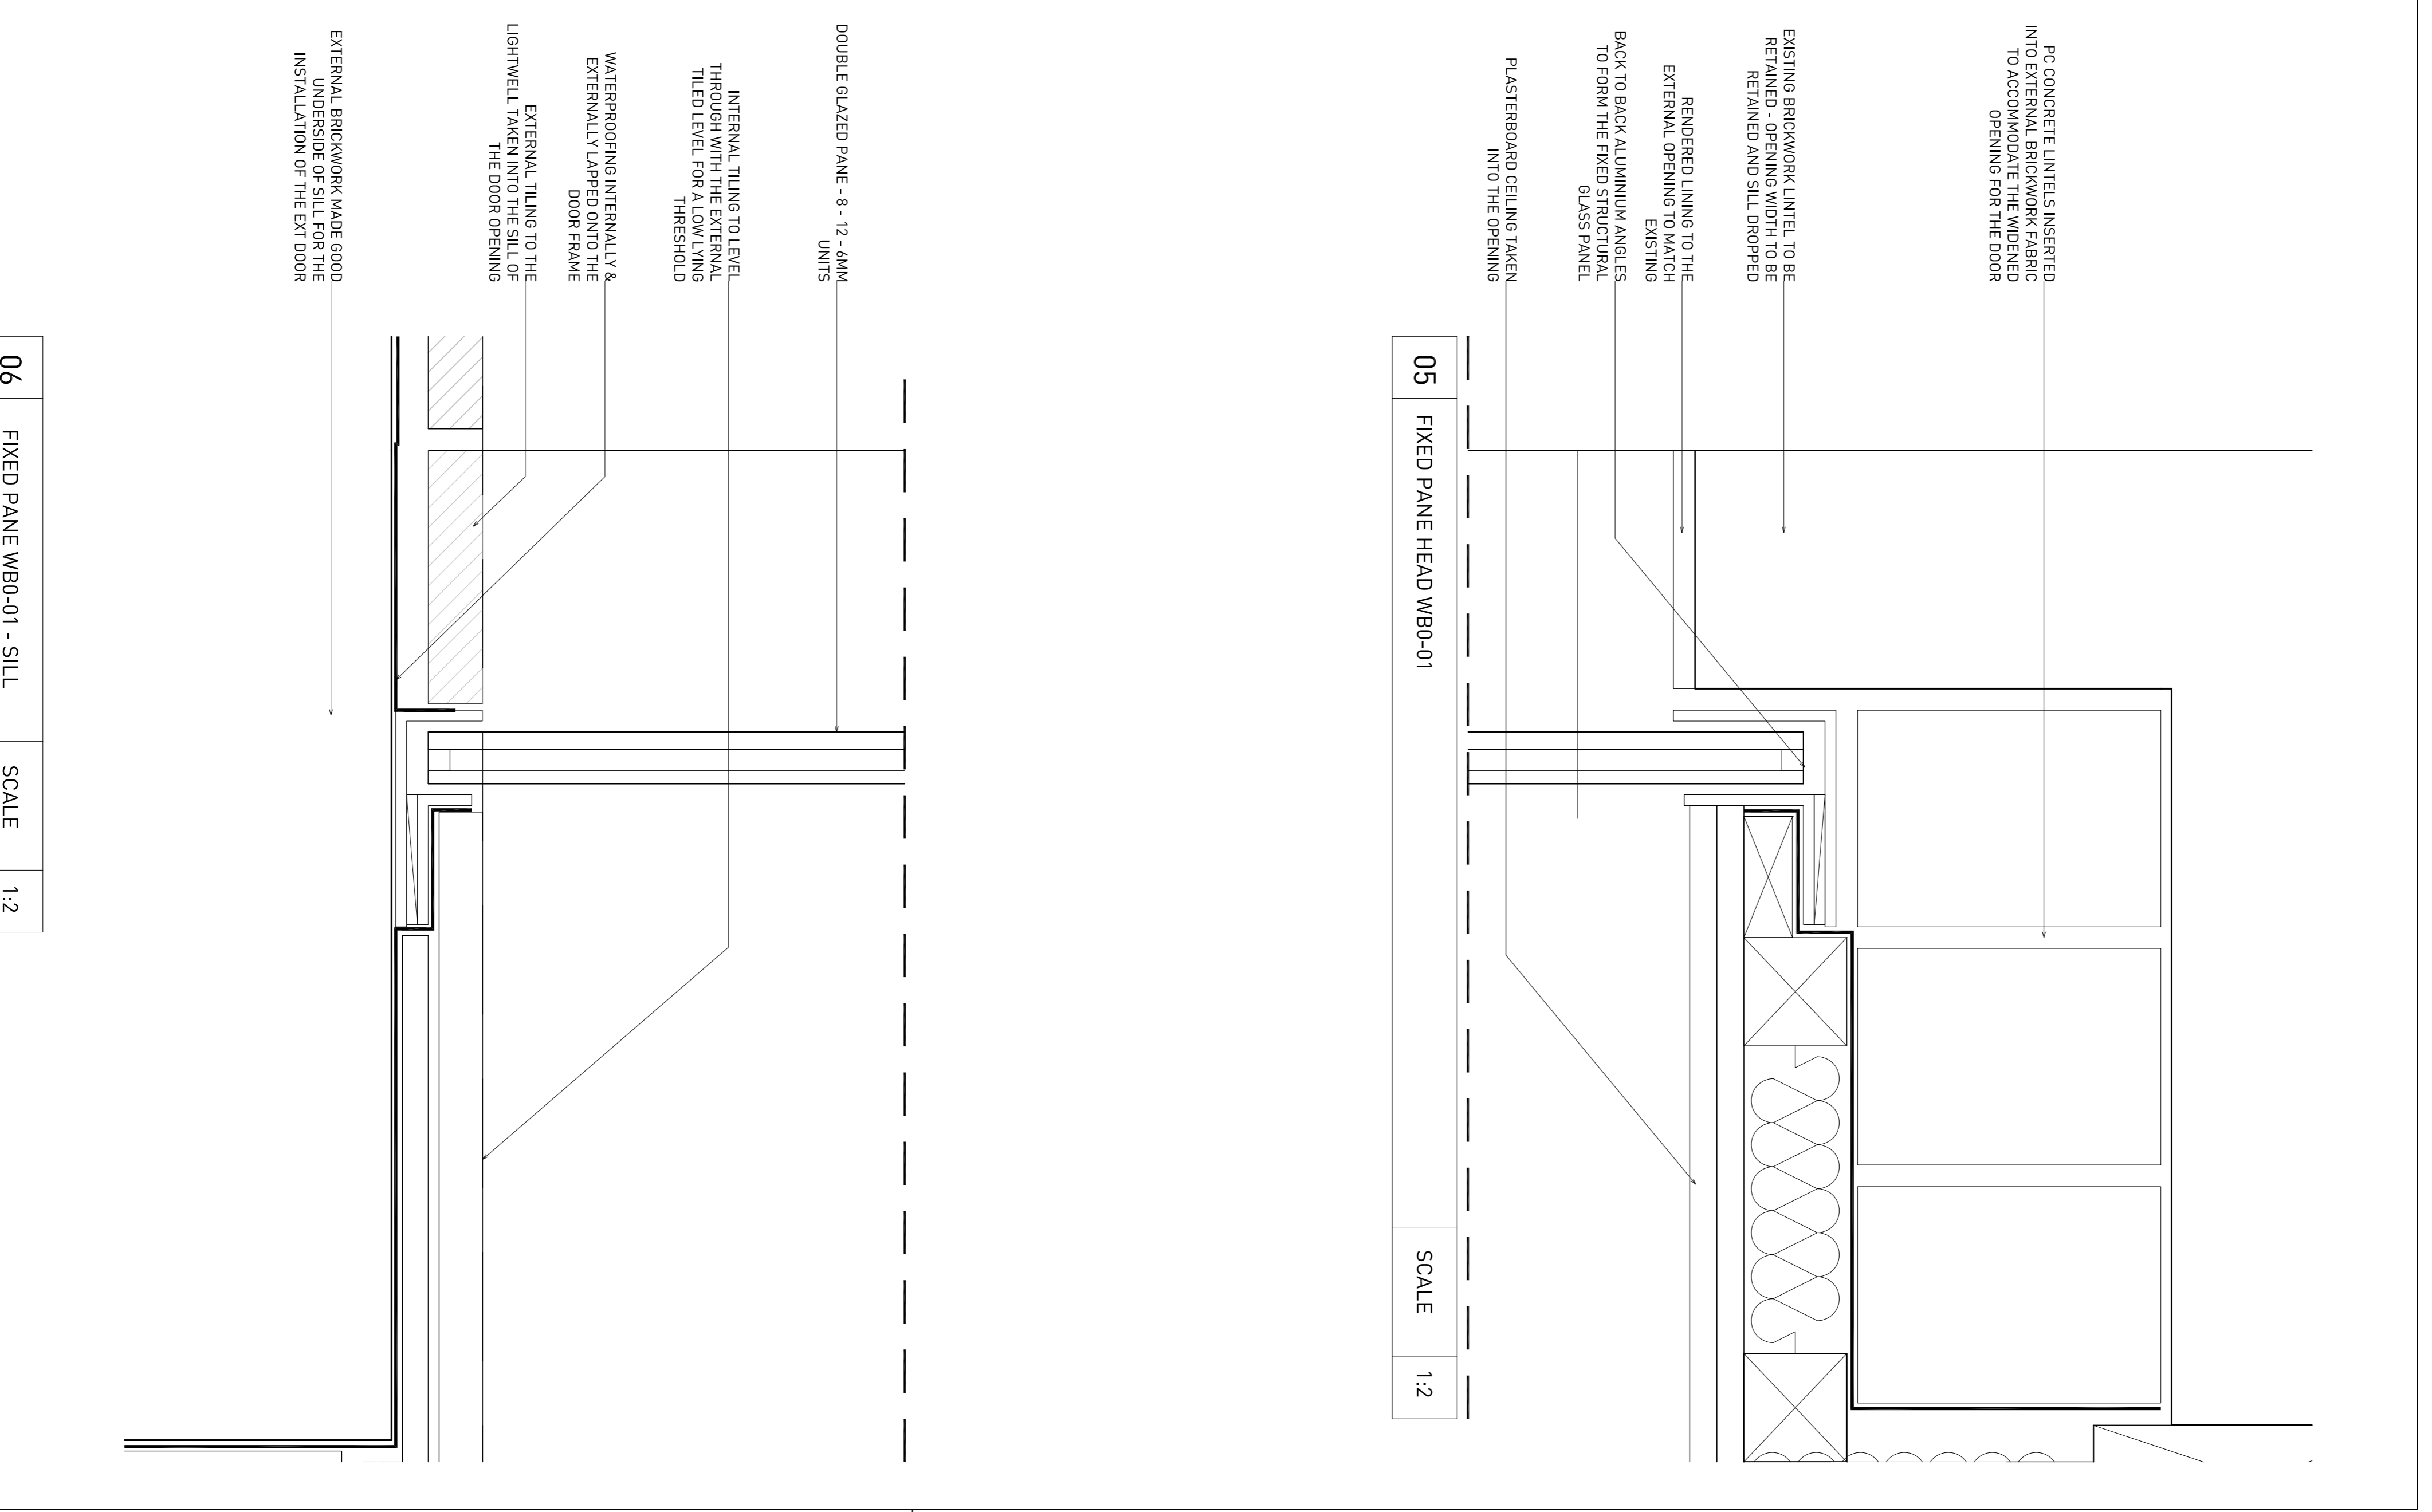 PC CONCRETE LINTELS INSERTED
INTO EXTERNAL BRICKWORK FABRIC
TO ACCOMMODATE THE WIDENED
OPENING FOR THE DOOR
EXISTING BRICKWORK LINTEL TO BE
RETAINED - OPENING WIDTH TO BE
RETAINED AND SILL DROPPED
RENDERED LINING TO THE
EXTERNAL OPENING TO MATCH
EXISTING
BACK TO BACK ALUMINIUM ANGLES
TO FORM THE FIXED STRUCTURAL
GLASS PANEL
PLASTERBOARD CEILING TAKEN
INTO THE OPENING
05
FIXED PANE HEAD WB0-01
SCALE
1:2
DOUBLE GLAZED PANE - 8 - 12 - 6MM
UNITS
INTERNAL TILING TO LEVEL
THROUGH WITH THE EXTERNAL
TILED LEVEL FOR A LOW LYING
THRESHOLD
WATERPROOFING INTERNALLY &
EXTERNALLY LAPPED ONTO THE
DOOR FRAME
EXTERNAL TILING TO THE
LIGHTWELL TAKEN INTO THE SILL OF
THE DOOR OPENING
EXTERNAL BRICKWORK MADE GOOD
UNDERSIDE OF SILL FOR THE
INSTALLATION OF THE EXT DOOR
06
FIXED PANE WB0-01 - SILL
SCALE
1:2